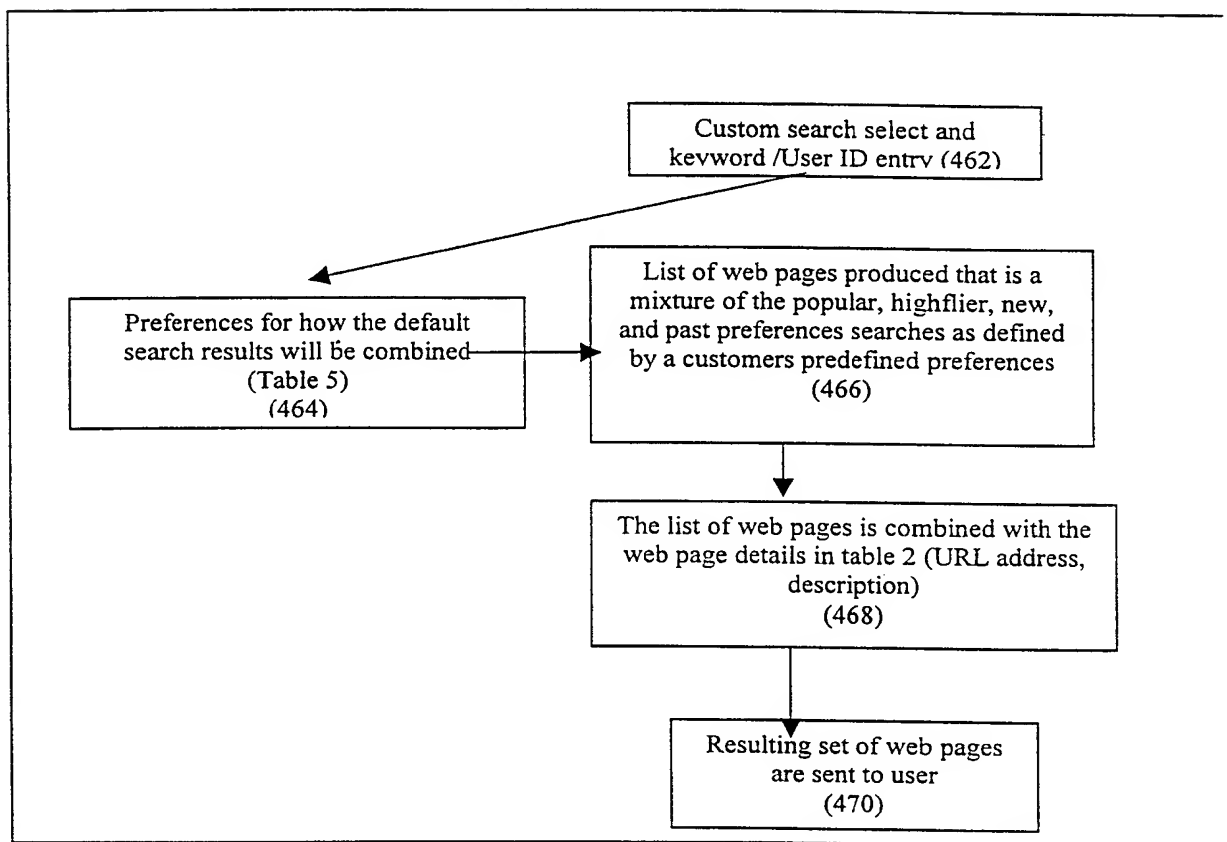 Custom search select and
keyword /User ID entry (462)
Preferences for how the default
search results will be combined
(Table 5)
(464)
List of web pages produced that is a
mixture of the popular, highflier, new,
and past preferences searches as defined
by a customers predefined preferences
(466)
The list of web pages is combined with the
web page details in table 2 (URL address,
description)
(468)
Resulting set of web pages
are sent to user
(470)